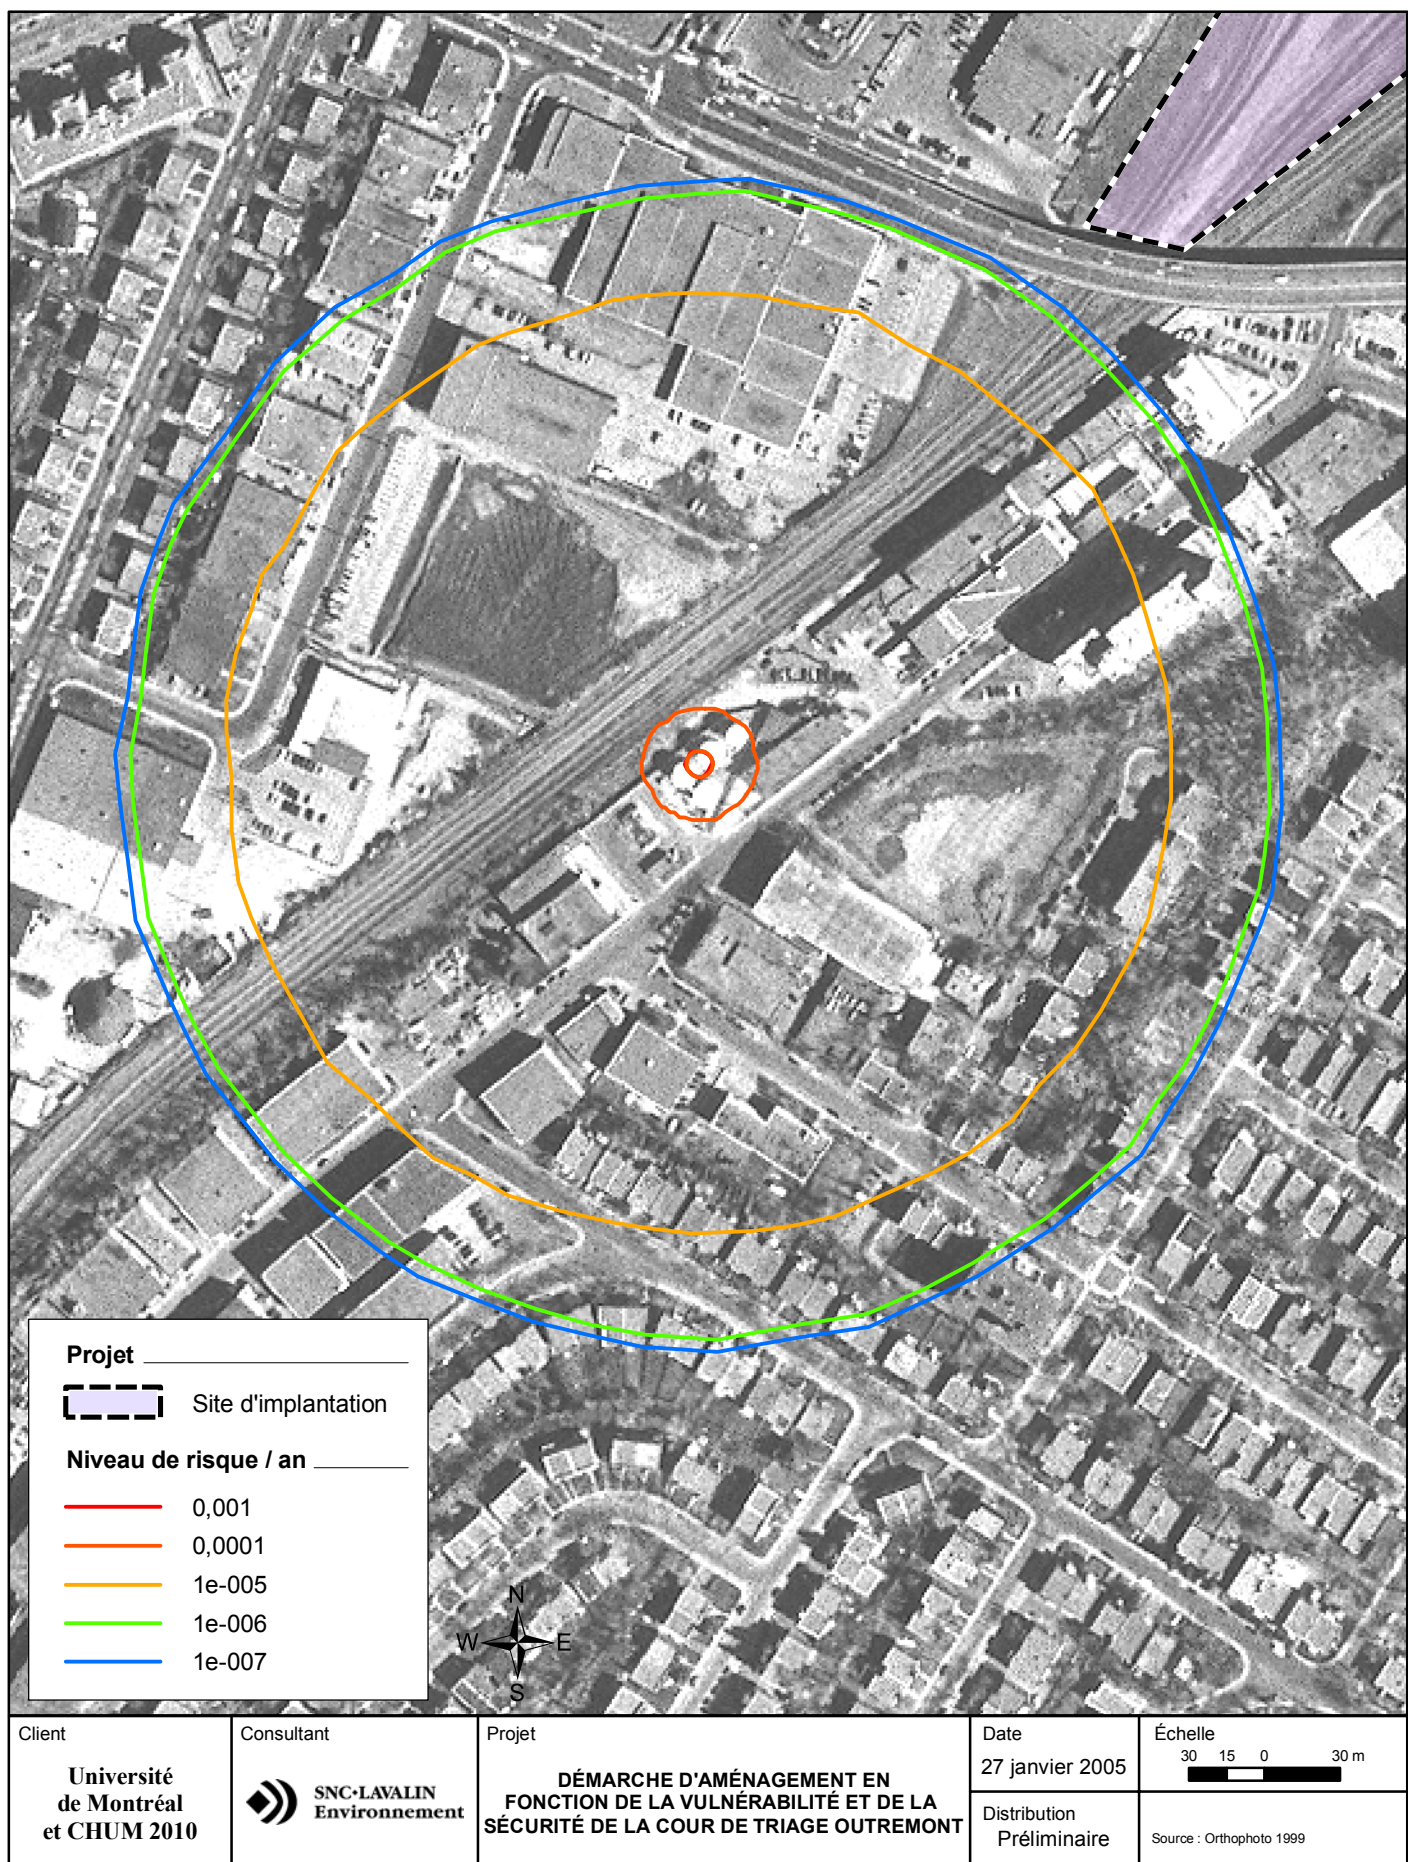 N
W E
S
Projet
Site d'implantation
Niveau de risque / an
0,001
0,0001
1e-005
1e-006
1e-007
Client
Université
de Montréal
et CHUM 2010
Consultant
SNC•LAVALIN
Environnement
Projet
DÉMARCHE D'AMÉNAGEMENT EN
FONCTION DE LA VULNÉRABILITÉ ET DE LA
SÉCURITÉ DE LA COUR DE TRIAGE OUTREMONT
Date
27 janvier 2005
Distribution
Préliminaire
Échelle
30 15 0 30 m
Source : Orthophoto 1999